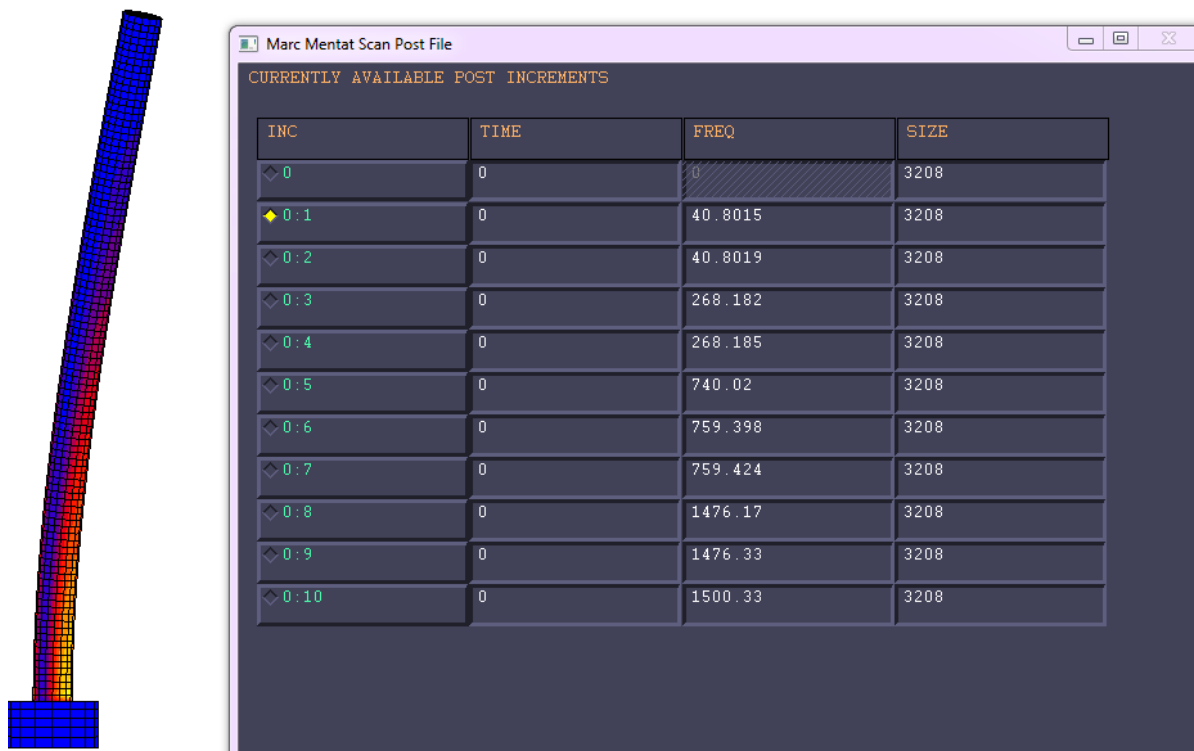 Marc Mentat Scan Post File
CURRENTLY AVAILABLE POST INCREMENTS
INC TIME FREQ SIZE
0 0 0 3208
0:1 0 40.8015 3208
0:2 0 40.8019 3208
0:3 0 268.182 3208
0:4 0 268.185 3208
0:5 0 740.02 3208
0:6 0 759.398 3208
0:7 0 759.424 3208
0:8 0 1476.17 3208
0:9 0 1476.33 3208
0:10 0 1500.33 3208